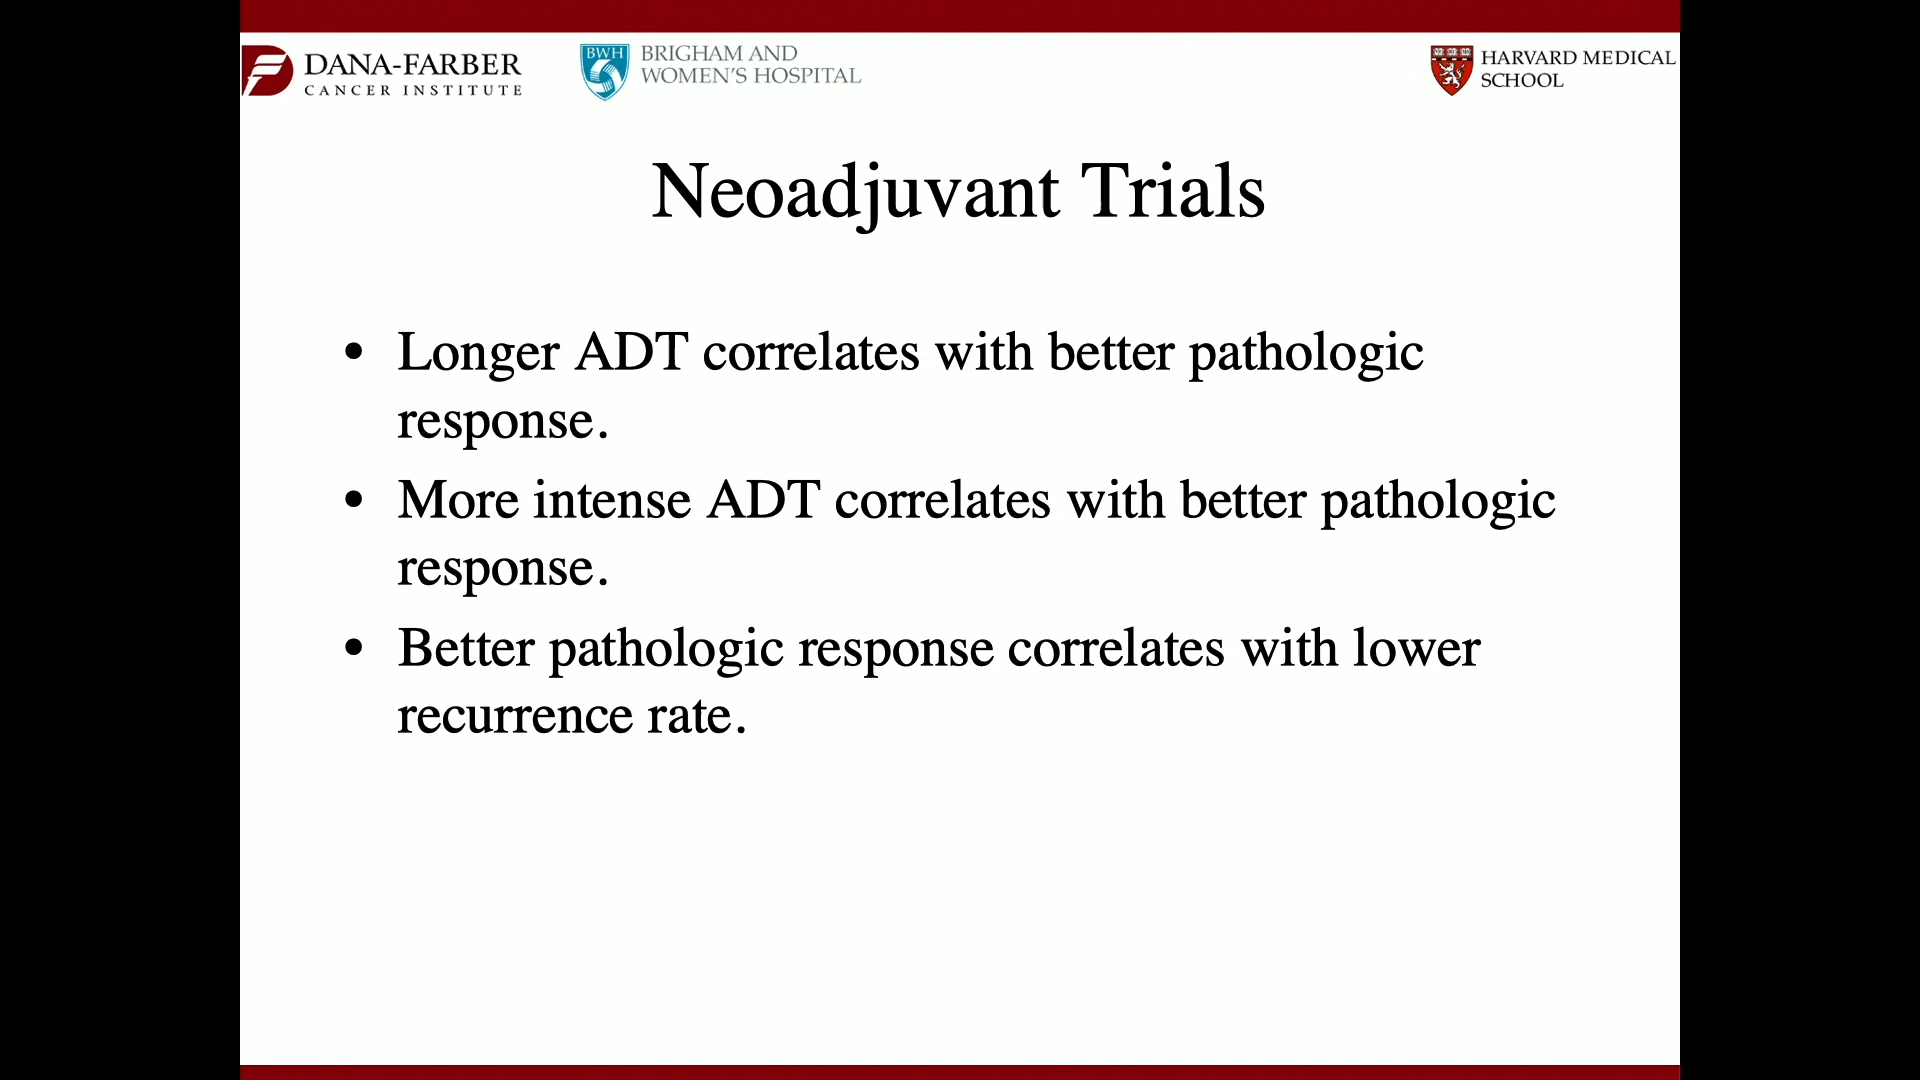 DANA-FARBER
CANCER INSTITUTE
BWH
BRIGHAM AND
WOMEN'S HOSPITAL
HARVARD MEDICAL
SCHOOL
Neoadjuvant Trials
• Longer ADT correlates with better pathologic
response.
• More intense ADT correlates with better pathologic
response.
• Better pathologic response correlates with lower
recurrence rate.